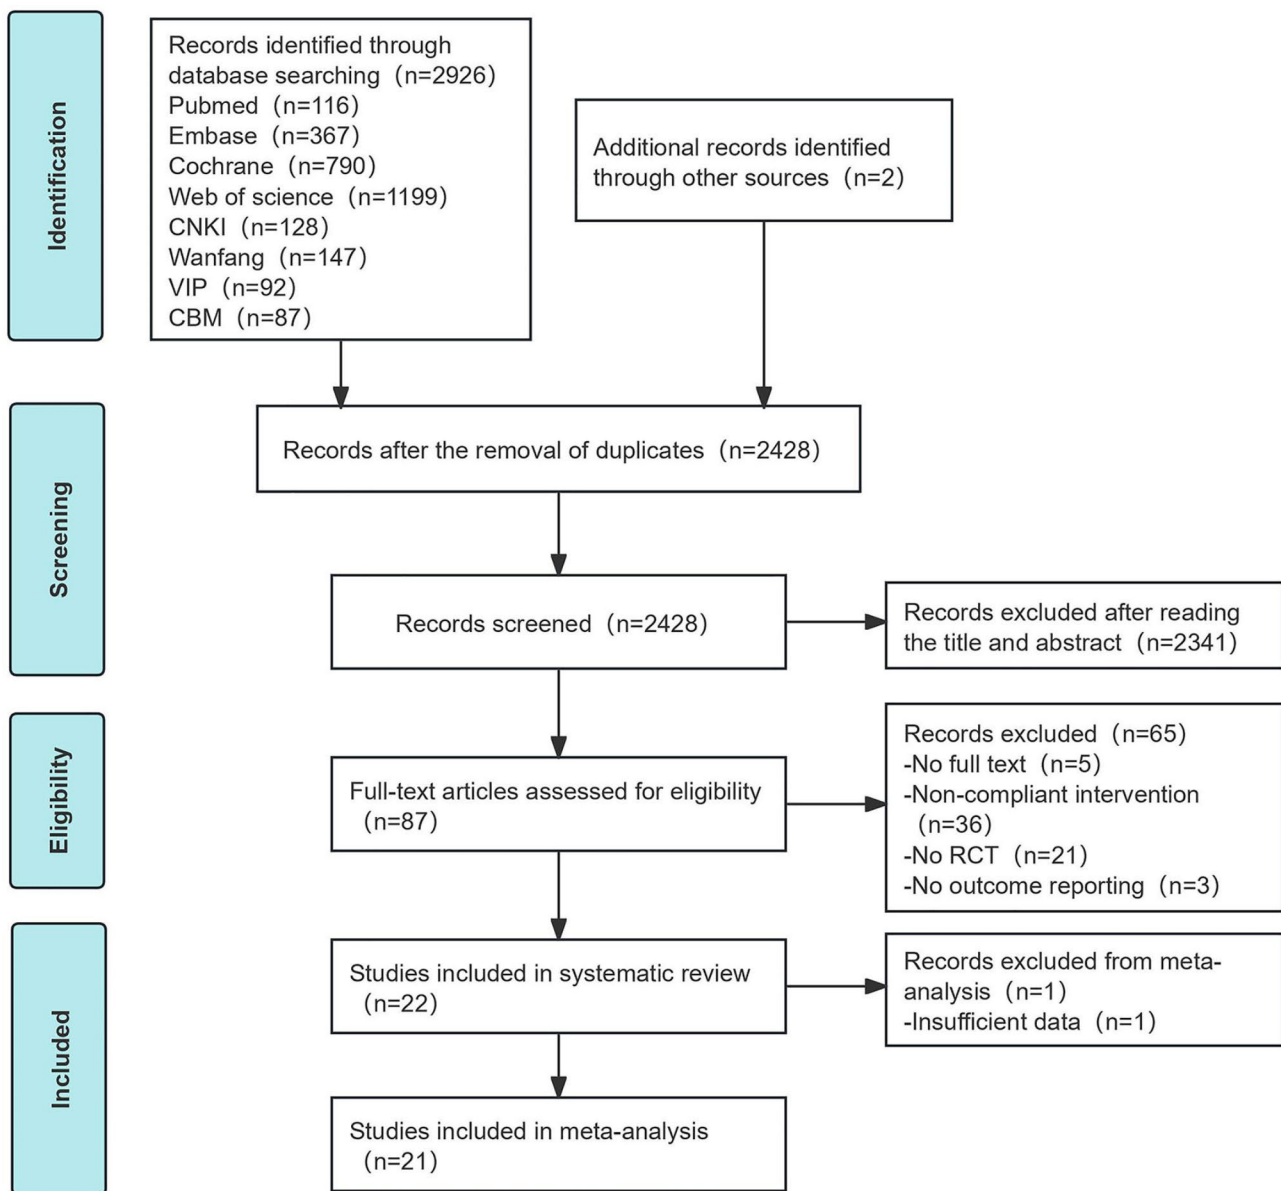 Identification
Records identified through
database searching（n=2926）
Pubmed（n=116）
Embase（n=367）
Cochrane（n=790）
Web of science（n=1199）
CNKI（n=128）
Wanfang（n=147）
VIP（n=92）
CBM（n=87）
Additional records identified
through other sources（n=2）
Screening
Records after the removal of duplicates（n=2428）
Records screened（n=2428）
Records excluded after reading
the title and abstract（n=2341）
Eligibility
Full-text articles assessed for eligibility
（n=87）
Records excluded（n=65）
-No full text（n=5）
-Non-compliant intervention
（n=36）
-No RCT（n=21）
-No outcome reporting（n=3）
Included
Studies included in systematic review
（n=22）
Records excluded from meta-
analysis（n=1）
-Insufficient data（n=1）
Studies included in meta-analysis
（n=21）